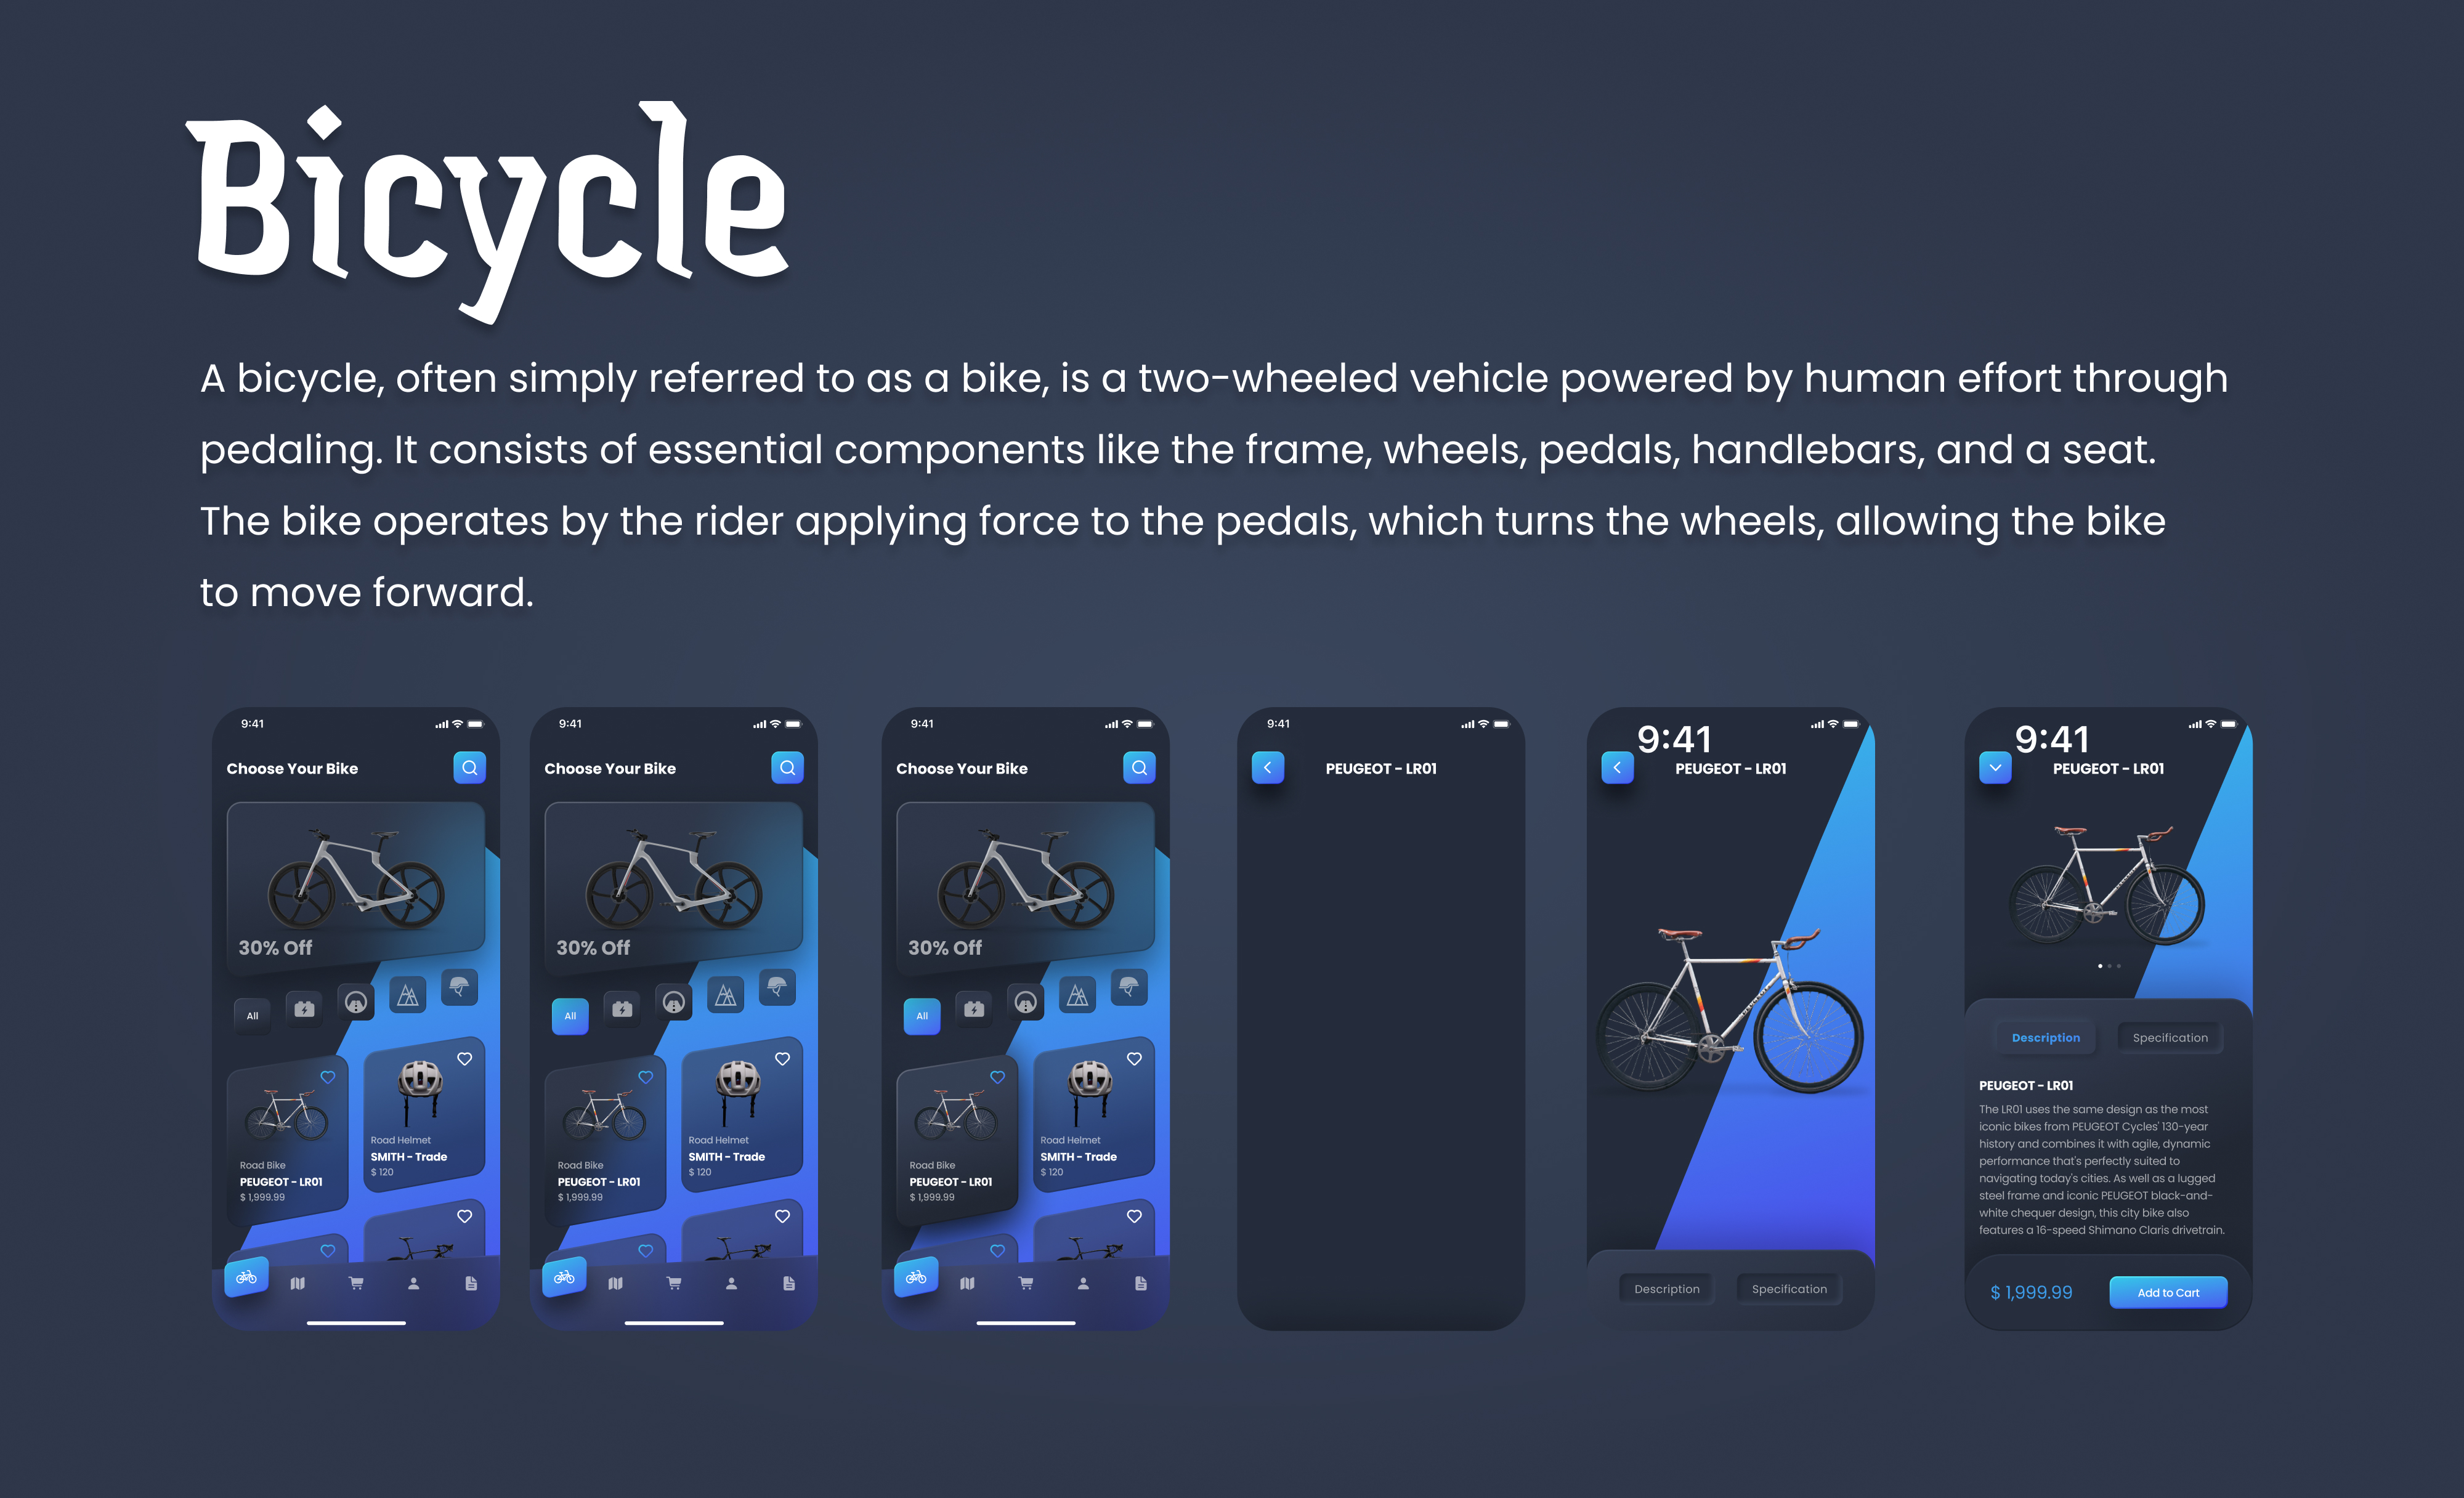 Bicycle
A bicycle, often simply referred to as a bike, is a two-wheeled vehicle powered by human effort through
pedaling. It consists of essential components like the frame, wheels, pedals, handlebars, and a seat.
The bike operates by the rider applying force to the pedals, which turns the wheels, allowing the bike
to move forward.
9:41
Choose Your Bike
30% Off
All
Road Helmet
SMITH - Trade
$ 120
Road Bike
PEUGEOT - LR01
$ 1,999.99
9:41
Choose Your Bike
30% Off
All
Road Helmet
SMITH - Trade
$ 120
Road Bike
PEUGEOT - LR01
$ 1,999.99
9:41
Choose Your Bike
30% Off
All
Road Helmet
SMITH - Trade
$ 120
Road Bike
PEUGEOT - LR01
$ 1,999.99
9:41
PEUGEOT - LR01
9:41
PEUGEOT - LR01
Description
Specification
9:41
PEUGEOT - LR01
Description
Specification
PEUGEOT - LR01
The LR01 uses the same design as the most
iconic bikes from PEUGEOT Cycles' 130-year
history and combines it with agile, dynamic
performance that's perfectly suited to
navigating today's cities. As well as a lugged
steel frame and iconic PEUGEOT black-and-
white chequer design, this city bike also
features a 16-speed Shimano Claris drivetrain.
$ 1,999.99
Add to Cart